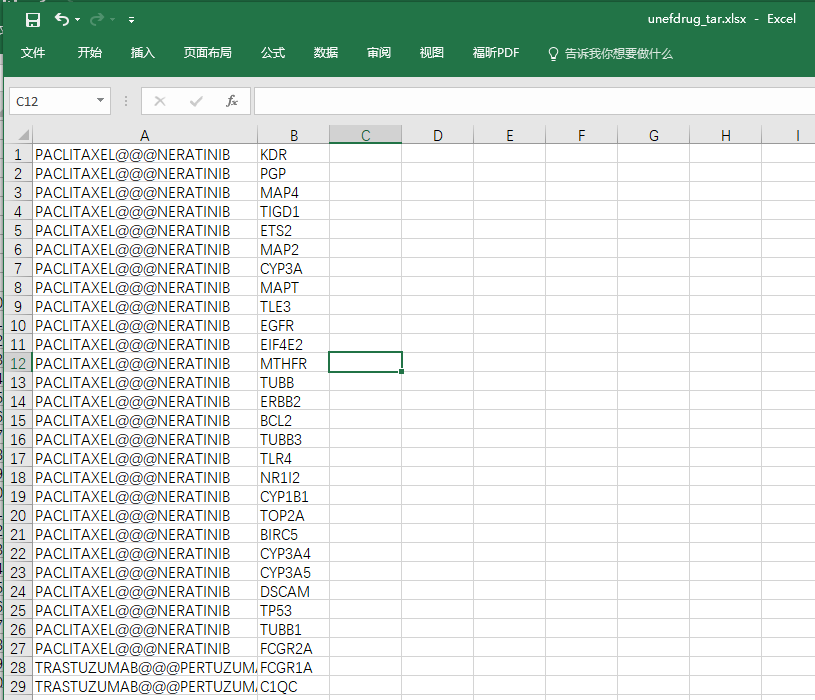 unefdrug_tar.xlsx - Excel
文件 开始 插入 页面布局 公式 数据 审阅 视图 福昕PDF 告诉我你想要做什么
C12 fx
A B C D E F G H I
1 PACLITAXEL@@@NERATINIB KDR
2 PACLITAXEL@@@NERATINIB PGP
3 PACLITAXEL@@@NERATINIB MAP4
4 PACLITAXEL@@@NERATINIB TIGD1
5 PACLITAXEL@@@NERATINIB ETS2
6 PACLITAXEL@@@NERATINIB MAP2
7 PACLITAXEL@@@NERATINIB CYP3A
8 PACLITAXEL@@@NERATINIB MAPT
9 PACLITAXEL@@@NERATINIB TLE3
10 PACLITAXEL@@@NERATINIB EGFR
11 PACLITAXEL@@@NERATINIB EIF4E2
12 PACLITAXEL@@@NERATINIB MTHFR
13 PACLITAXEL@@@NERATINIB TUBB
14 PACLITAXEL@@@NERATINIB ERBB2
15 PACLITAXEL@@@NERATINIB BCL2
16 PACLITAXEL@@@NERATINIB TUBB3
17 PACLITAXEL@@@NERATINIB TLR4
18 PACLITAXEL@@@NERATINIB NR1I2
19 PACLITAXEL@@@NERATINIB CYP1B1
20 PACLITAXEL@@@NERATINIB TOP2A
21 PACLITAXEL@@@NERATINIB BIRC5
22 PACLITAXEL@@@NERATINIB CYP3A4
23 PACLITAXEL@@@NERATINIB CYP3A5
24 PACLITAXEL@@@NERATINIB DSCAM
25 PACLITAXEL@@@NERATINIB TP53
26 PACLITAXEL@@@NERATINIB TUBB1
27 PACLITAXEL@@@NERATINIB FCGR2A
28 TRASTUZUMAB@@@PERTUZUMA FCGR1A
29 TRASTUZUMAB@@@PERTUZUMA C1QC